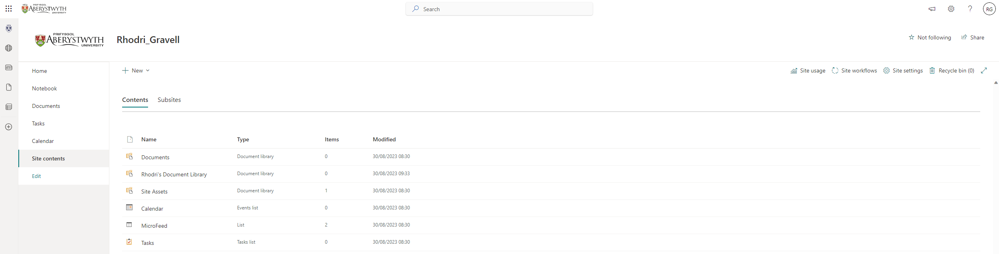 PRIFYSGOL
ABERYSTWYTH
UNIVERSITY
Search
RG
PRIFYSGOL
ABERYSTWYTH
UNIVERSITY
Rhodri_Gravell
Not following
Share
Home
Notebook
Documents
Tasks
Calendar
Site contents
Edit
New
Site usage
Site workflows
Site settings
Recycle bin (0)
Contents Subsites
Name Type Items Modified
Documents Document library 0 30/08/2023 08:30
Rhodri's Document Library Document library 0 30/08/2023 09:33
Site Assets Document library 1 30/08/2023 08:30
Calendar Events list 0 30/08/2023 08:30
MicroFeed List 2 30/08/2023 08:30
Tasks Tasks list 0 30/08/2023 08:30